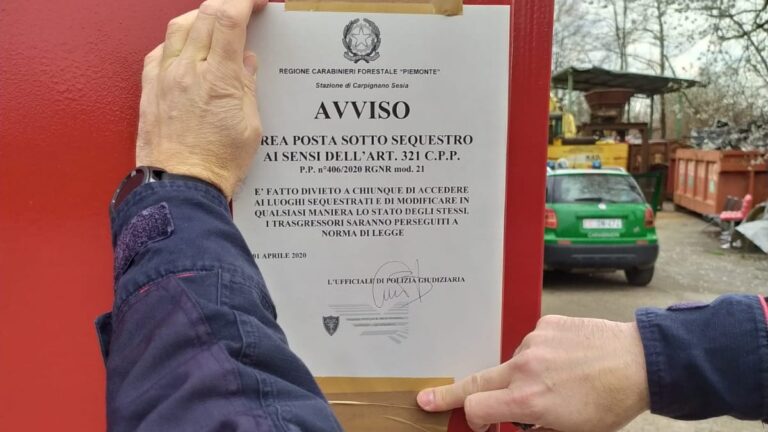 REGIONE CARABINIERI FORESTALE "PIEMONTE"
Stazione di Carpignano Sesia
AVVISO
REA POSTA SOTTO SEQUESTRO
AI SENSI DELL'ART. 321 C.P.P.
P.P. n°406/2020 RGNR mod. 21
E' FATTO DIVIETO A CHIUNQUE DI ACCEDERE
AI LUOGHI SEQUESTRATI E DI MODIFICARE IN
QUALSIASI MANIERA LO STATO DEGLI STESSI.
I TRASGRESSORI SARANNO PERSEGUITI A
NORMA DI LEGGE
01 APRILE 2020
L'UFFICIALE DI POLIZIA GIUDIZIARIA
CARABINIERI